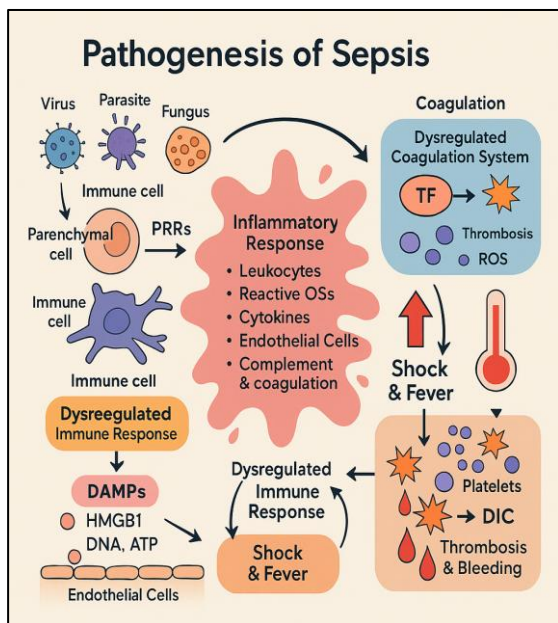 Pathogenesis of Sepsis
Virus
Parasite
Fungus
Immune cell
Parenchymal
cell
PRRs
Immune
cell
Immune cell
Dysreegulated
Immune Response
DAMPs
HMGB1
DNA, ATP
Endothelial Cells
Inflammatory
Response
• Leukocytes
• Reactive OSs
• Cytokines
• Endothelial Cells
• Complement
& coagulation
Dysregulated
Immune
Response
Shock
& Fever
Coagulation
Dysregulated
Coagulation System
TF
Thrombosis
ROS
Shock
& Fever
Platelets
DIC
Thrombosis
& Bleeding